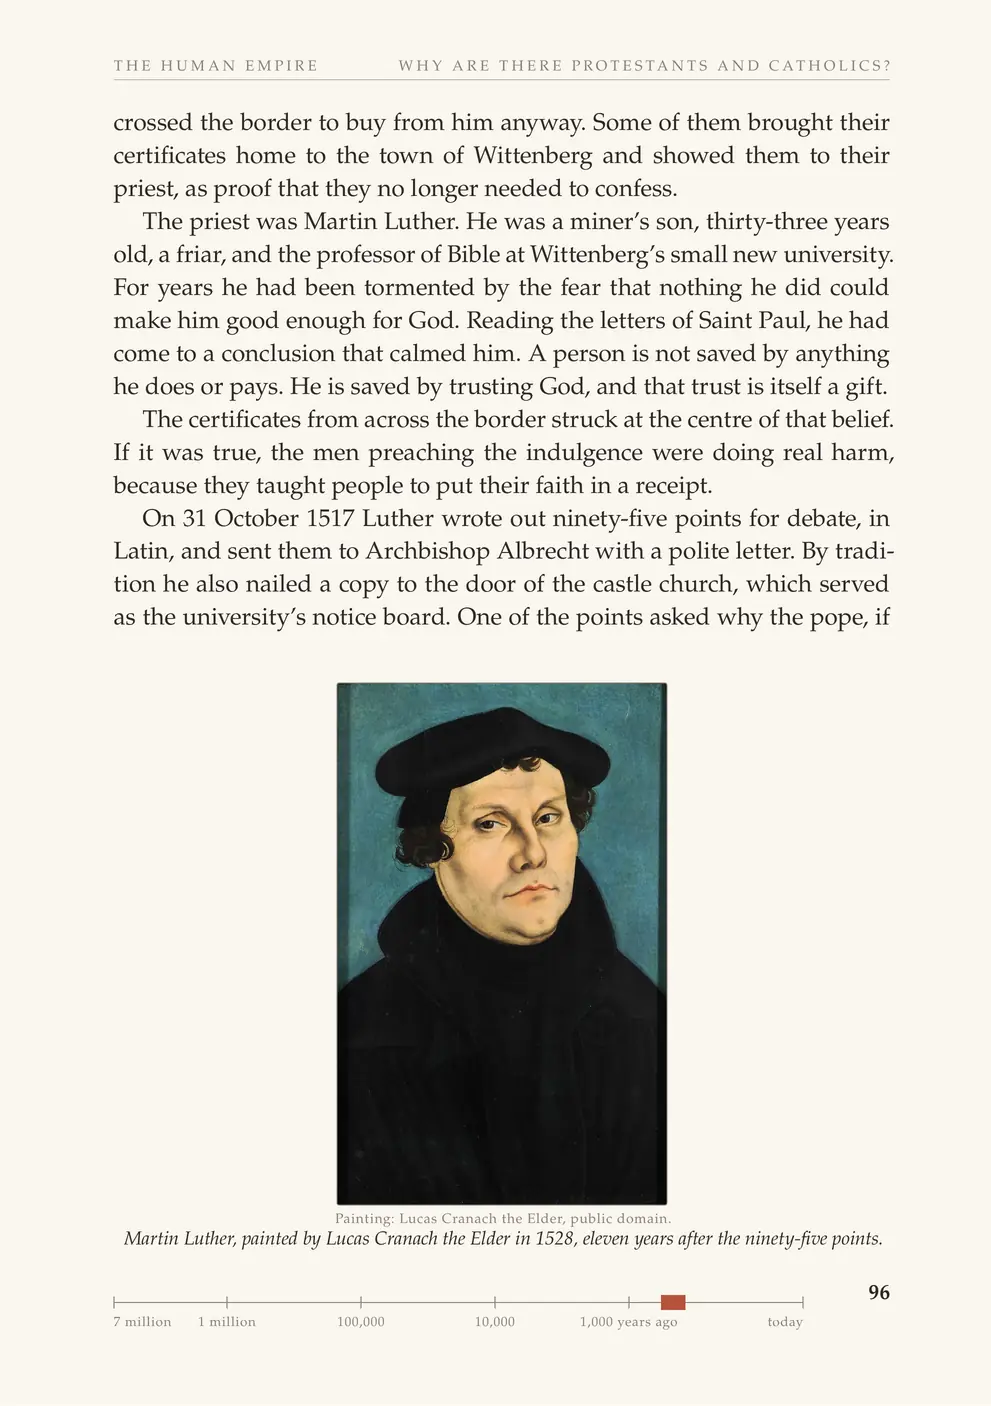 THE HUMAN EMPIRE WHY ARE THERE PROTESTANTS AND CATHOLICS?
crossed the border to buy from him anyway. Some of them brought their
certificates home to the town of Wittenberg and showed them to their
priest, as proof that they no longer needed to confess.
The priest was Martin Luther. He was a miner’s son, thirty-three years
old, a friar, and the professor of Bible at Wittenberg’s small new university.
For years he had been tormented by the fear that nothing he did could
make him good enough for God. Reading the letters of Saint Paul, he had
come to a conclusion that calmed him. A person is not saved by anything
he does or pays. He is saved by trusting God, and that trust is itself a gift.
The certificates from across the border struck at the centre of that belief.
If it was true, the men preaching the indulgence were doing real harm,
because they taught people to put their faith in a receipt.
On 31 October 1517 Luther wrote out ninety-five points for debate, in
Latin, and sent them to Archbishop Albrecht with a polite letter. By tradi-
tion he also nailed a copy to the door of the castle church, which served
as the university’s notice board. One of the points asked why the pope, if
Painting: Lucas Cranach the Elder, public domain.
Martin Luther, painted by Lucas Cranach the Elder in 1528, eleven years after the ninety-five points.
96
7 million 1 million 100,000 10,000 1,000 years ago today